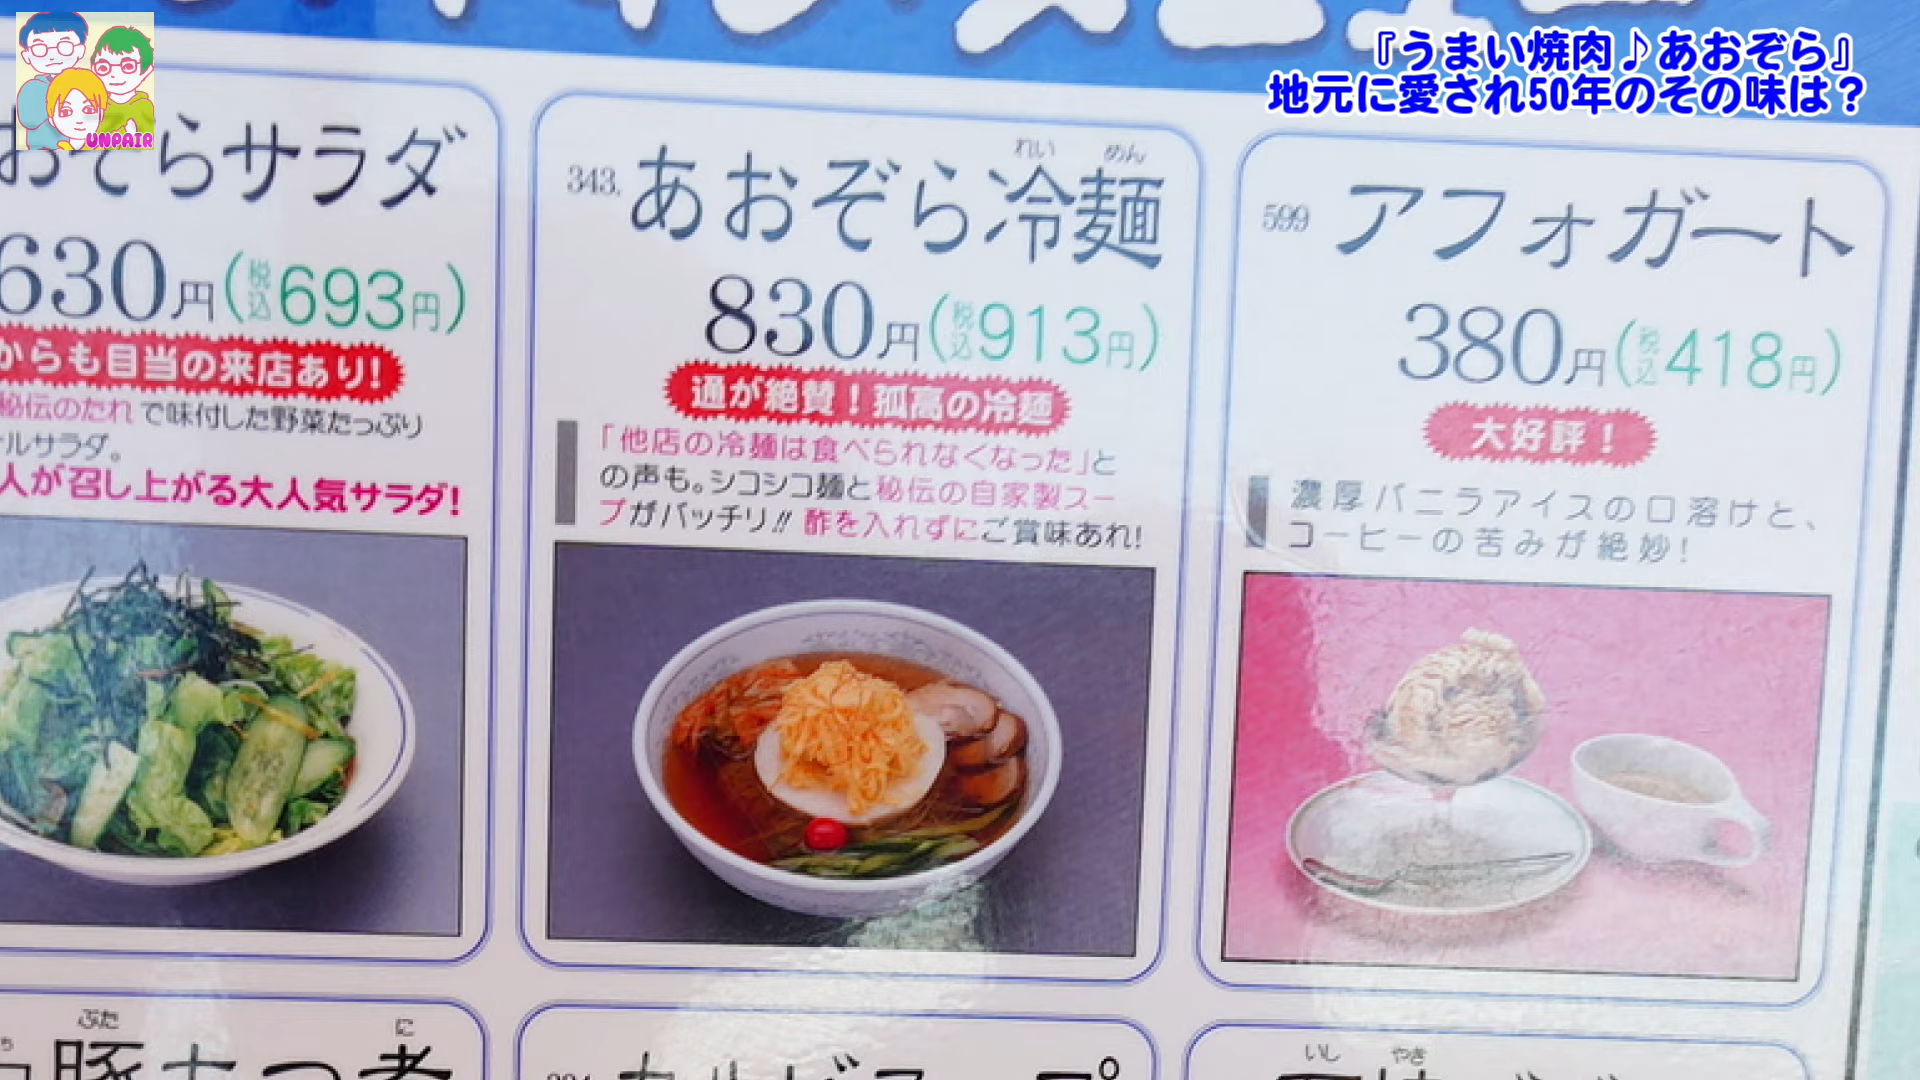 『うまい焼肉♪あおぞら』
地元に愛され50年のその味は？
UNPAIR
おぞらサラダ
630円(税込693円)
からも目当の来店あり!
秘伝のたれで味付した野菜たっぷり
ルサラダ。
人が召し上がる大人気サラダ!
343. あおぞら冷麺
れい めん
830円(税込913円)
通が絶賛！孤高の冷麺
「他店の冷麺は食べられなくなった」と
の声も。シコシコ麺と秘伝の自家製スー
プがバッチリ!! 酢を入れずにご賞味あれ!
599 アフォガート
380円(税込418円)
大好評！
濃厚バニラアイスの口溶けと、
コーヒーの苦みが絶妙!
ぶた に
豚
いし やき